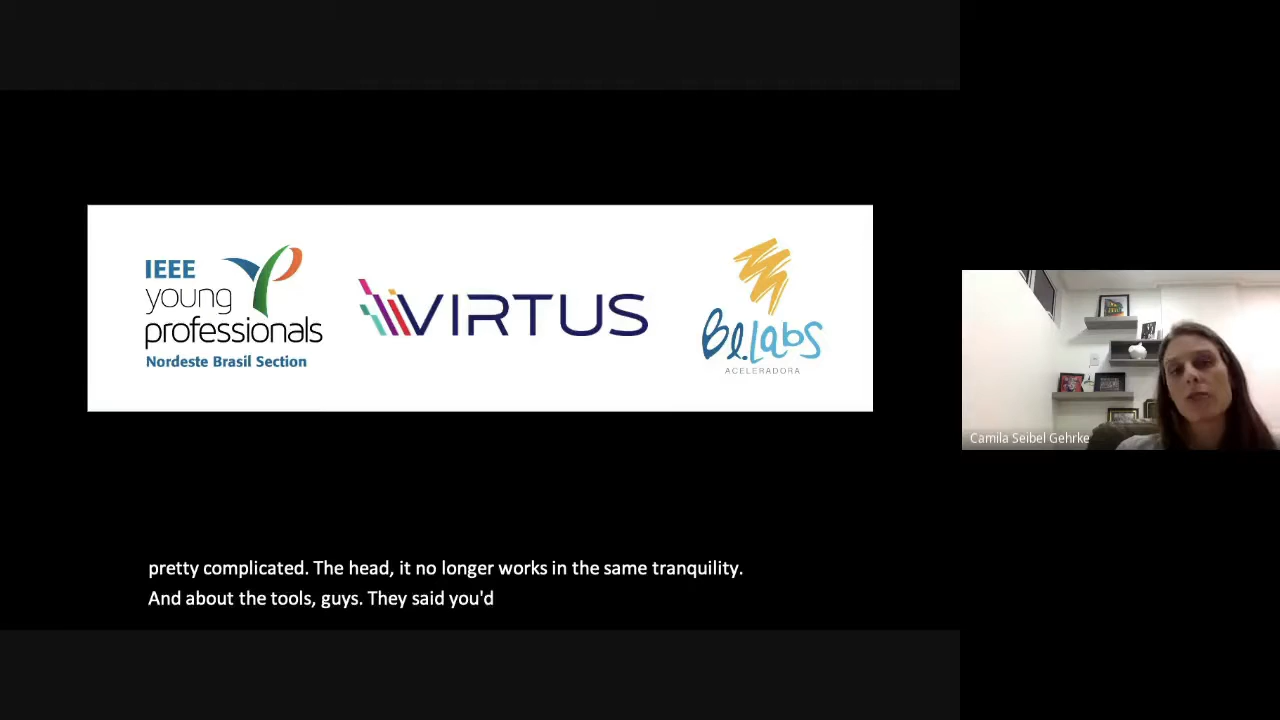 IEEE
young
professionals
Nordeste Brasil Section
VIRTUS
Be.Labs
ACELERADORA
Camila Seibel Gehrke
pretty complicated. The head, it no longer works in the same tranquility.
And about the tools, guys. They said you'd